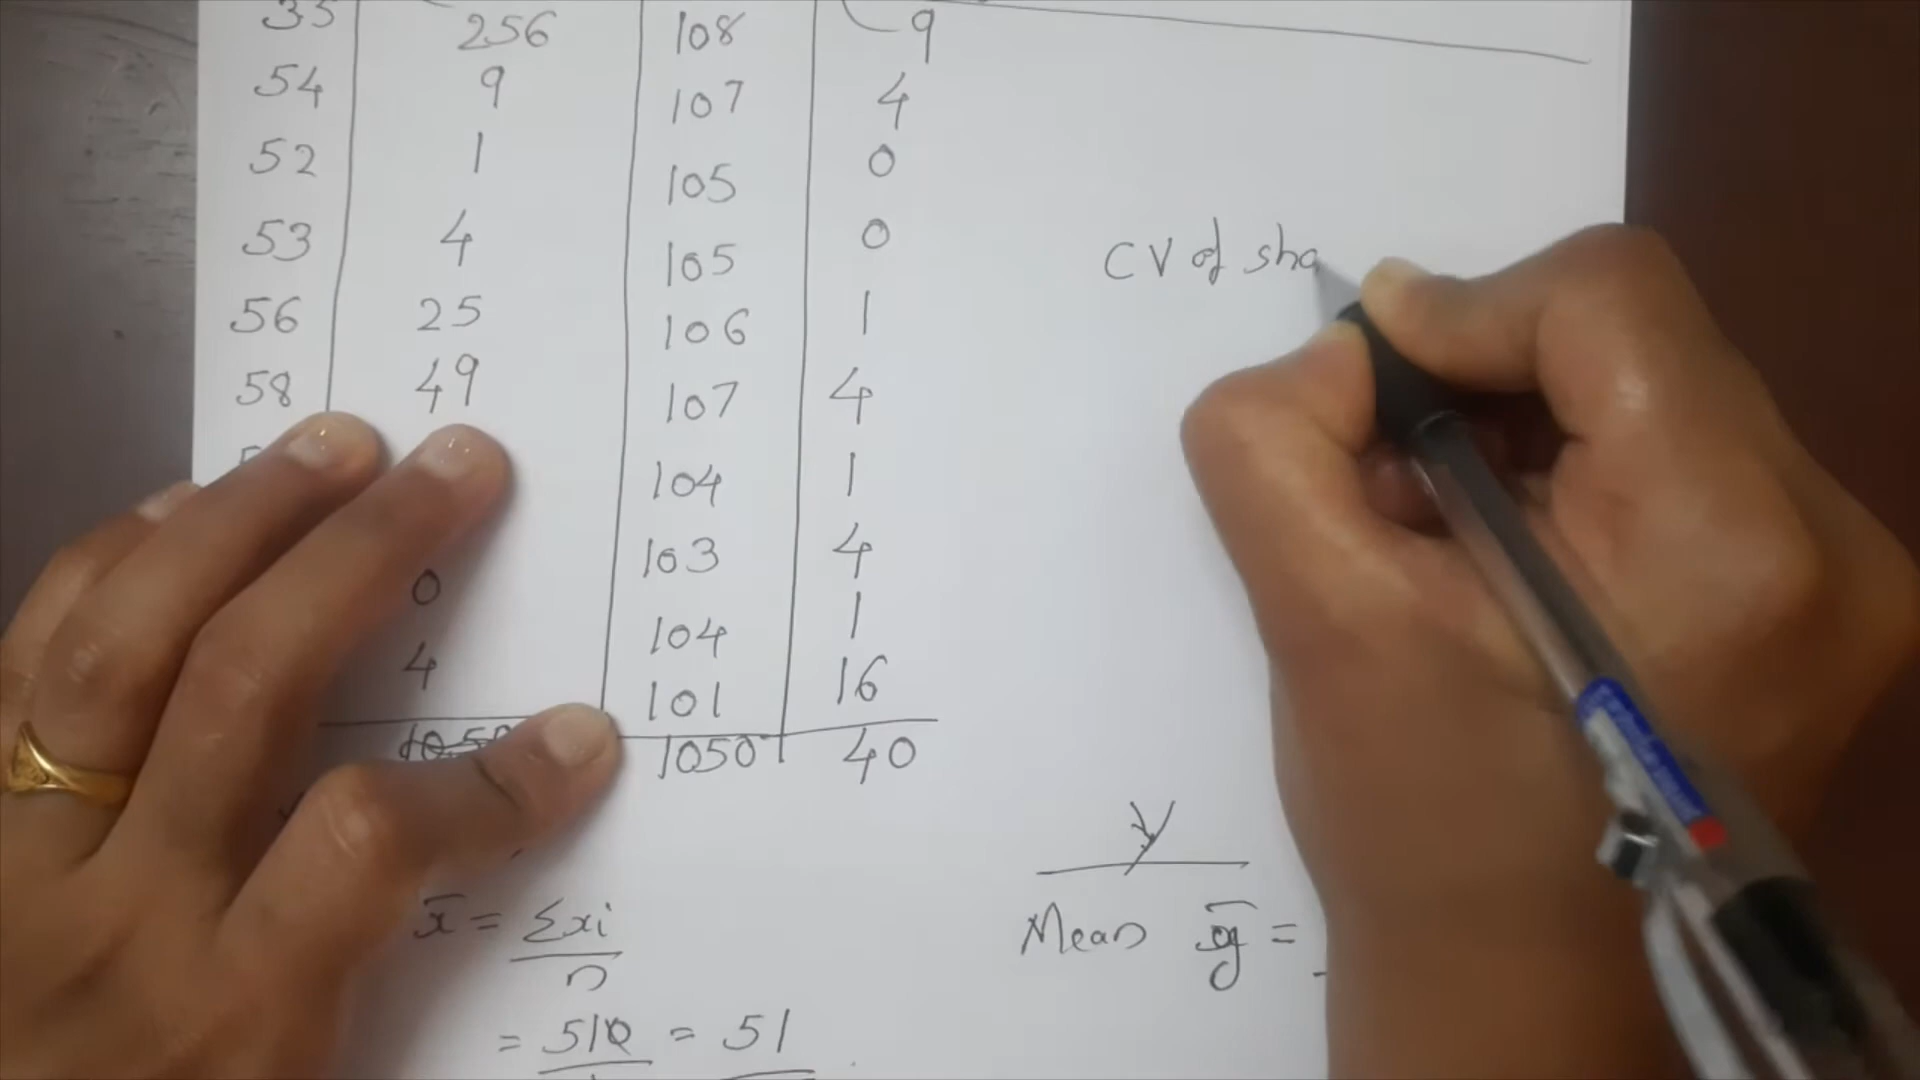 35 256 108 9
54 9 107 4
52 1 105 0
53 4 105 0
56 25 106 1
58 49 107 4
104 1
0 103 4
4 104 1
101 16
1050 40
CV of sha
y
x̄ = Σxi
n
Mean ȳ =
= 510 = 51